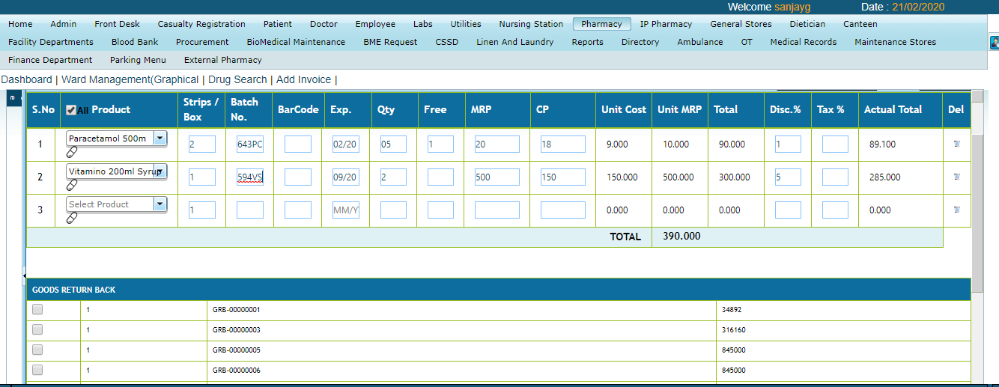 Welcome sanjayg Date : 21/02/2020
Home Admin Front Desk Casualty Registration Patient Doctor Employee Labs Utilities Nursing Station Pharmacy IP Pharmacy General Stores Dietician Canteen
Facility Departments Blood Bank Procurement BioMedical Maintenance BME Request CSSD Linen And Laundry Reports Directory Ambulance OT Medical Records Maintenance Stores
Finance Department Parking Menu External Pharmacy
Dashboard | Ward Management(Graphical | Drug Search | Add Invoice |
S.No All Product Strips / Box Batch No. BarCode Exp. Qty Free MRP CP Unit Cost Unit MRP Total Disc.% Tax % Actual Total Del
1 Paracetamol 500m 2 643PC 02/20 05 1 20 18 9.000 10.000 90.000 1 89.100
2 Vitamino 200ml Syrup 1 594VS 09/20 2 500 150 150.000 500.000 300.000 5 285.000
3 Select Product 1 MM/Y 0.000 0.000 0.000 0.000
TOTAL 390.000
GOODS RETURN BACK
1 GRB-00000001 34892
1 GRB-00000003 316160
1 GRB-00000005 845000
1 GRB-00000006 845000